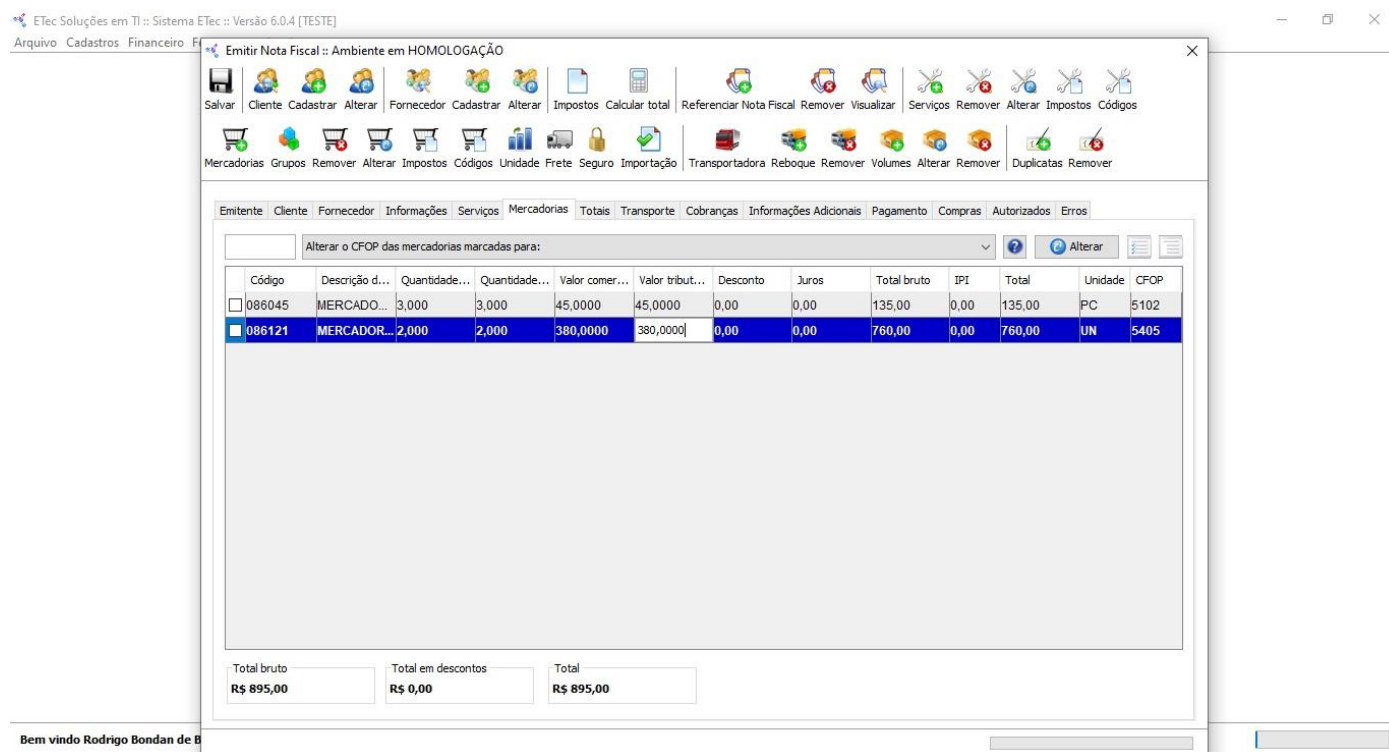 ETec Soluções em TI :: Sistema ETec :: Versão 6.0.4 [TESTE]
Arquivo Cadastros Financeiro
Emitir Nota Fiscal :: Ambiente em HOMOLOGAÇÃO
Salvar Cliente Cadastrar Alterar Fornecedor Cadastrar Alterar Impostos Calcular total Referenciar Nota Fiscal Remover Visualizar Serviços Remover Alterar Impostos Códigos
Mercadorias Grupos Remover Alterar Impostos Códigos Unidade Frete Seguro Importação Transportadora Reboque Remover Volumes Alterar Remover Duplicatas Remover
Emitente Cliente Fornecedor Informações Serviços Mercadorias Totais Transporte Cobranças Informações Adicionais Pagamento Compras Autorizados Erros
Alterar o CFOP das mercadorias marcadas para: Alterar
Código Descrição d... Quantidade... Quantidade... Valor comer... Valor tribut... Desconto Juros Total bruto IPI Total Unidade CFOP
086045 MERCADO... 3,000 3,000 45,0000 45,0000 0,00 0,00 135,00 0,00 135,00 PC 5102
086121 MERCADOR... 2,000 2,000 380,0000 380,0000 0,00 0,00 760,00 0,00 760,00 UN 5405
Total bruto Total em descontos Total
R$ 895,00 R$ 0,00 R$ 895,00
Bem vindo Rodrigo Bondan de B